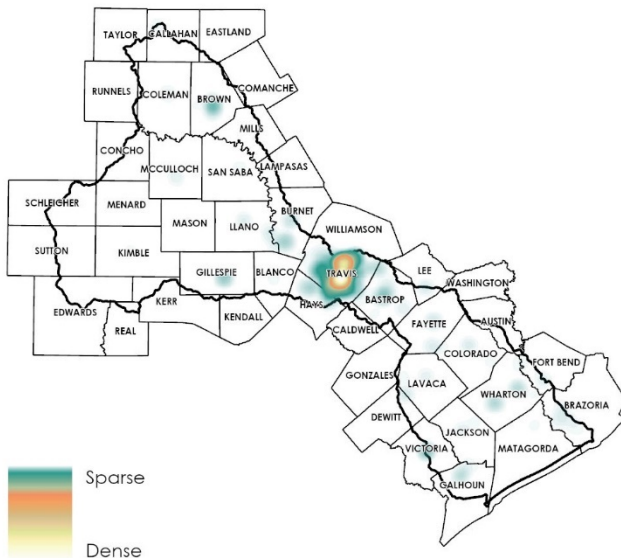 TAYLOR
CALLAHAN
EASTLAND
RUNNELS
COLEMAN
BROWN
COMANCHE
MILLS
CONCHO
MCCULLOCH
SAN SABA
LAMPASAS
SCHLEICHER
MENARD
MASON
LLANO
BURNET
WILLIAMSON
SUTTON
KIMBLE
GILLESPIE
BLANCO
TRAVIS
LEE
WASHINGTON
EDWARDS
REAL
KERR
KENDALL
HAYS
BASTROP
CALDWELL
FAYETTE
AUSTIN
COLORADO
FORT BEND
GONZALES
LAVACA
WHARTON
BRAZORIA
DEWITT
JACKSON
MATAGORDA
VICTORIA
CALHOUN
Sparse
Dense